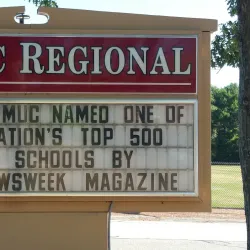 C REGIONAL
MUC NAMED ONE OF
ATION'S TOP 500
SCHOOLS BY
WSWEEK MAGAZINE